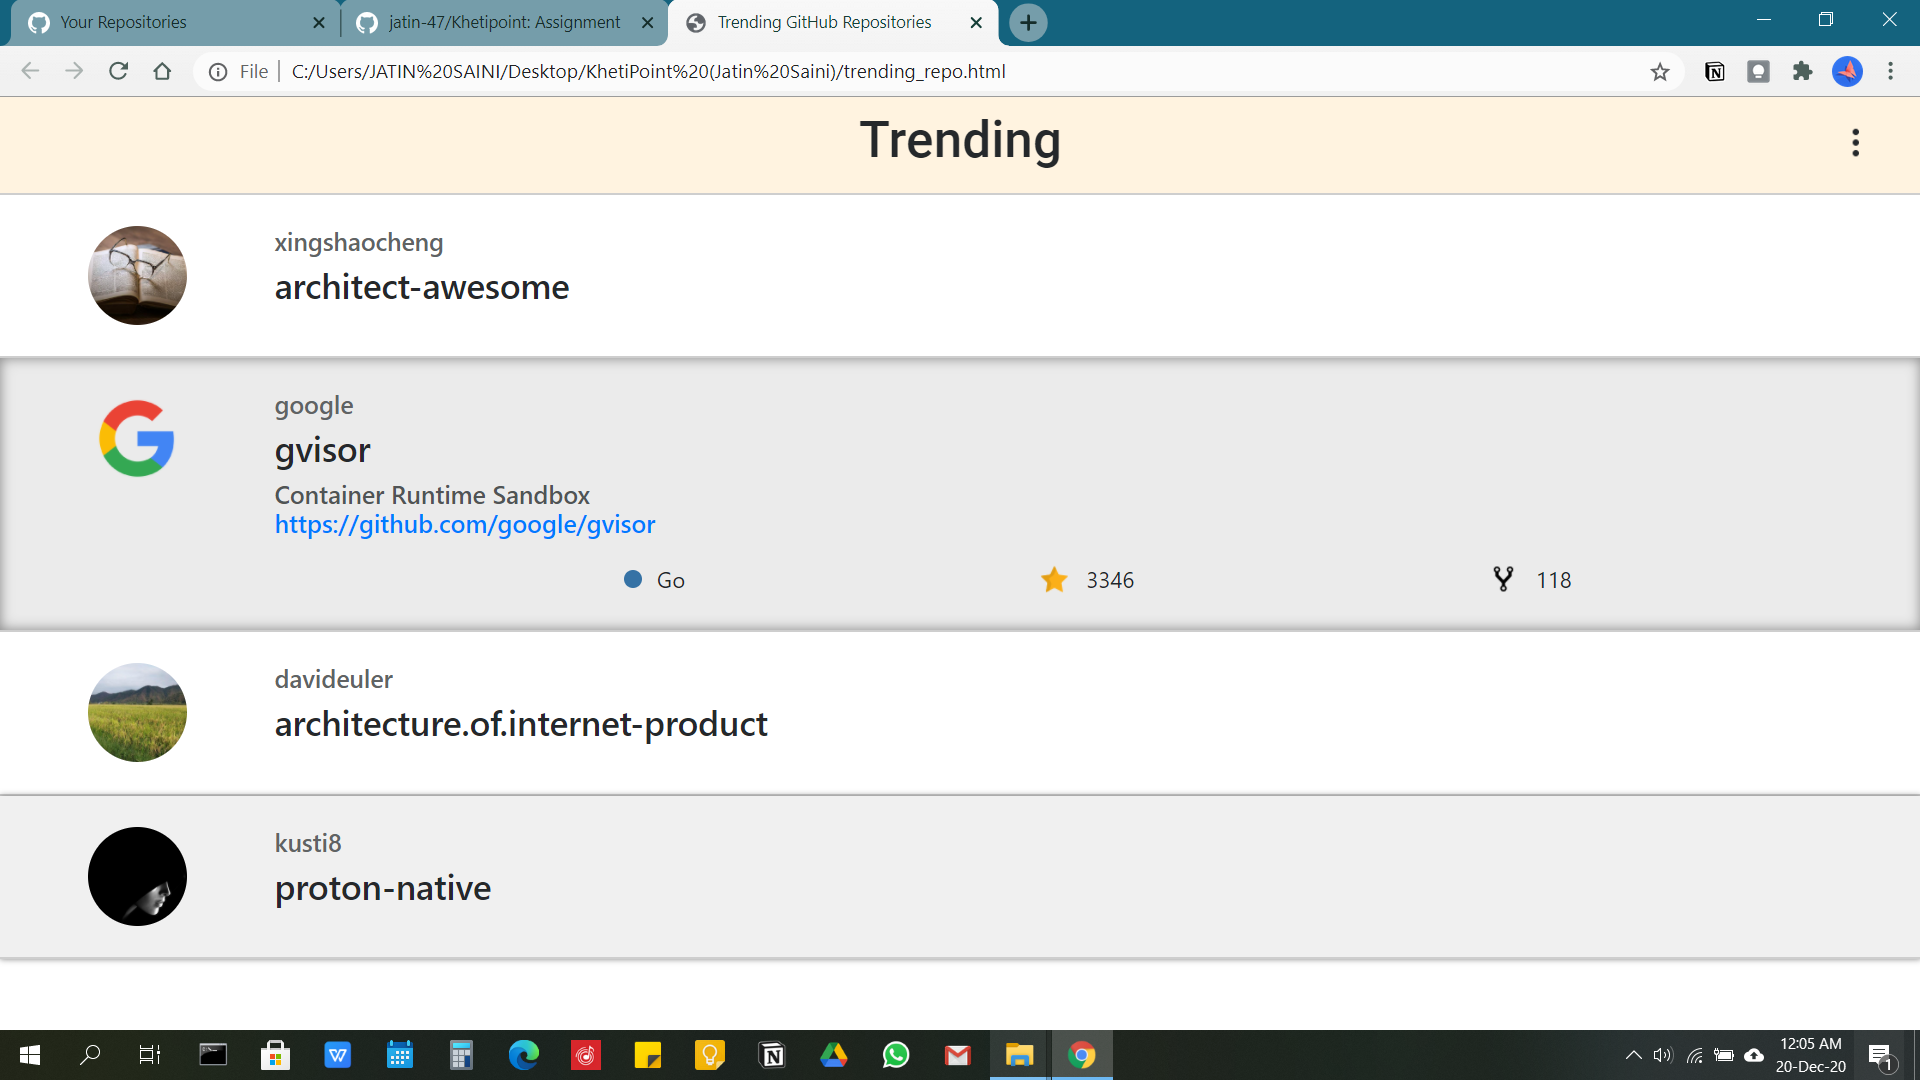 Your Repositories
jatin-47/Khetipoint: Assignment
Trending GitHub Repositories
File
C:/Users/JATIN%20SAINI/Desktop/KhetiPoint%20(Jatin%20Saini)/trending_repo.html
Trending
xingshaocheng
architect-awesome
google
gvisor
Container Runtime Sandbox
https://github.com/google/gvisor
Go
3346
118
davideuler
architecture.of.internet-product
kusti8
proton-native
12:05 AM
20-Dec-20
1